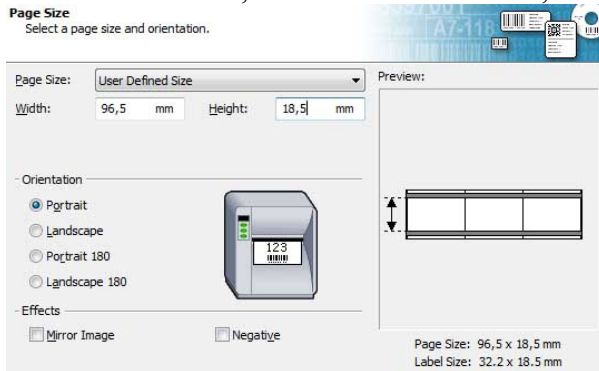 Page Size
Select a page size and orientation.
A7-118
Page Size: User Defined Size
Preview:
Width: 96,5 mm Height: 18,5 mm
Orientation
Portrait
Landscape
Portrait 180
Landscape 180
123
Effects
Mirror Image Negative
Page Size: 96,5 x 18,5 mm
Label Size: 32.2 x 18.5 mm